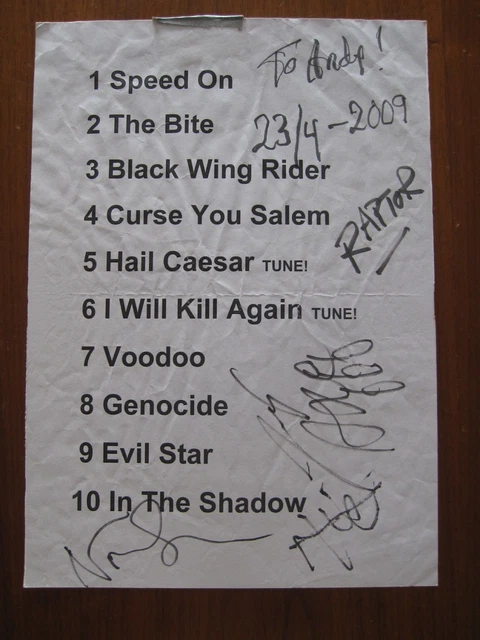 To Andy!
1 Speed On
2 The Bite
23/4-2009
3 Black Wing Rider
4 Curse You Salem
RAPTOR
5 Hail Caesar TUNE!
6 I Will Kill Again TUNE!
7 Voodoo
8 Genocide
9 Evil Star
10 In The Shadow